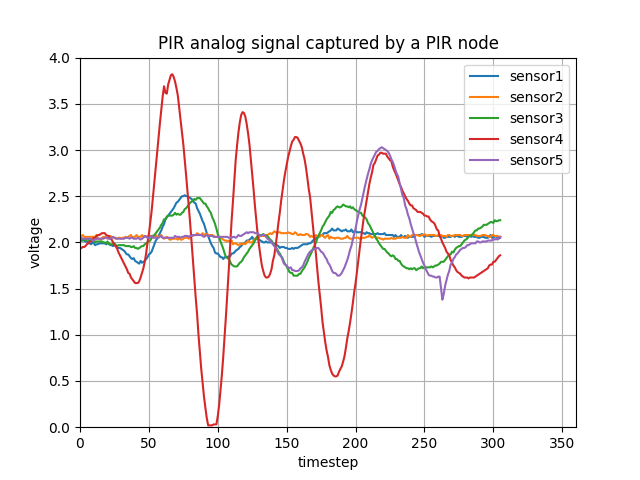 PIR analog signal captured by a PIR node
4.0
3.5
3.0
2.5
2.0
1.5
1.0
0.5
0.0
voltage
sensor1
sensor2
sensor3
sensor4
sensor5
0 50 100 150 200 250 300 350
timestep